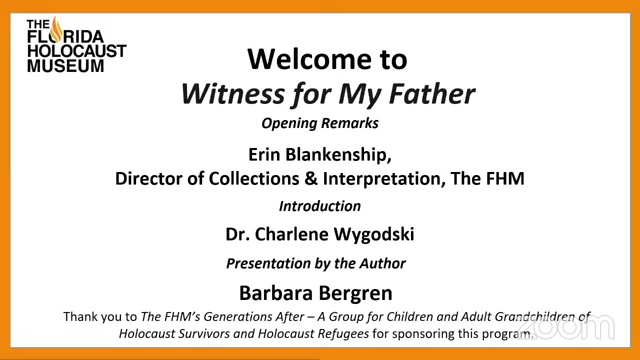 THE
FLORIDA
HOLOCAUST
MUSEUM
Welcome to
Witness for My Father
Opening Remarks
Erin Blankenship,
Director of Collections & Interpretation, The FHM
Introduction
Dr. Charlene Wygodski
Presentation by the Author
Barbara Bergren
Thank you to The FHM's Generations After – A Group for Children and Adult Grandchildren of
Holocaust Survivors and Holocaust Refugees for sponsoring this program.
zoom